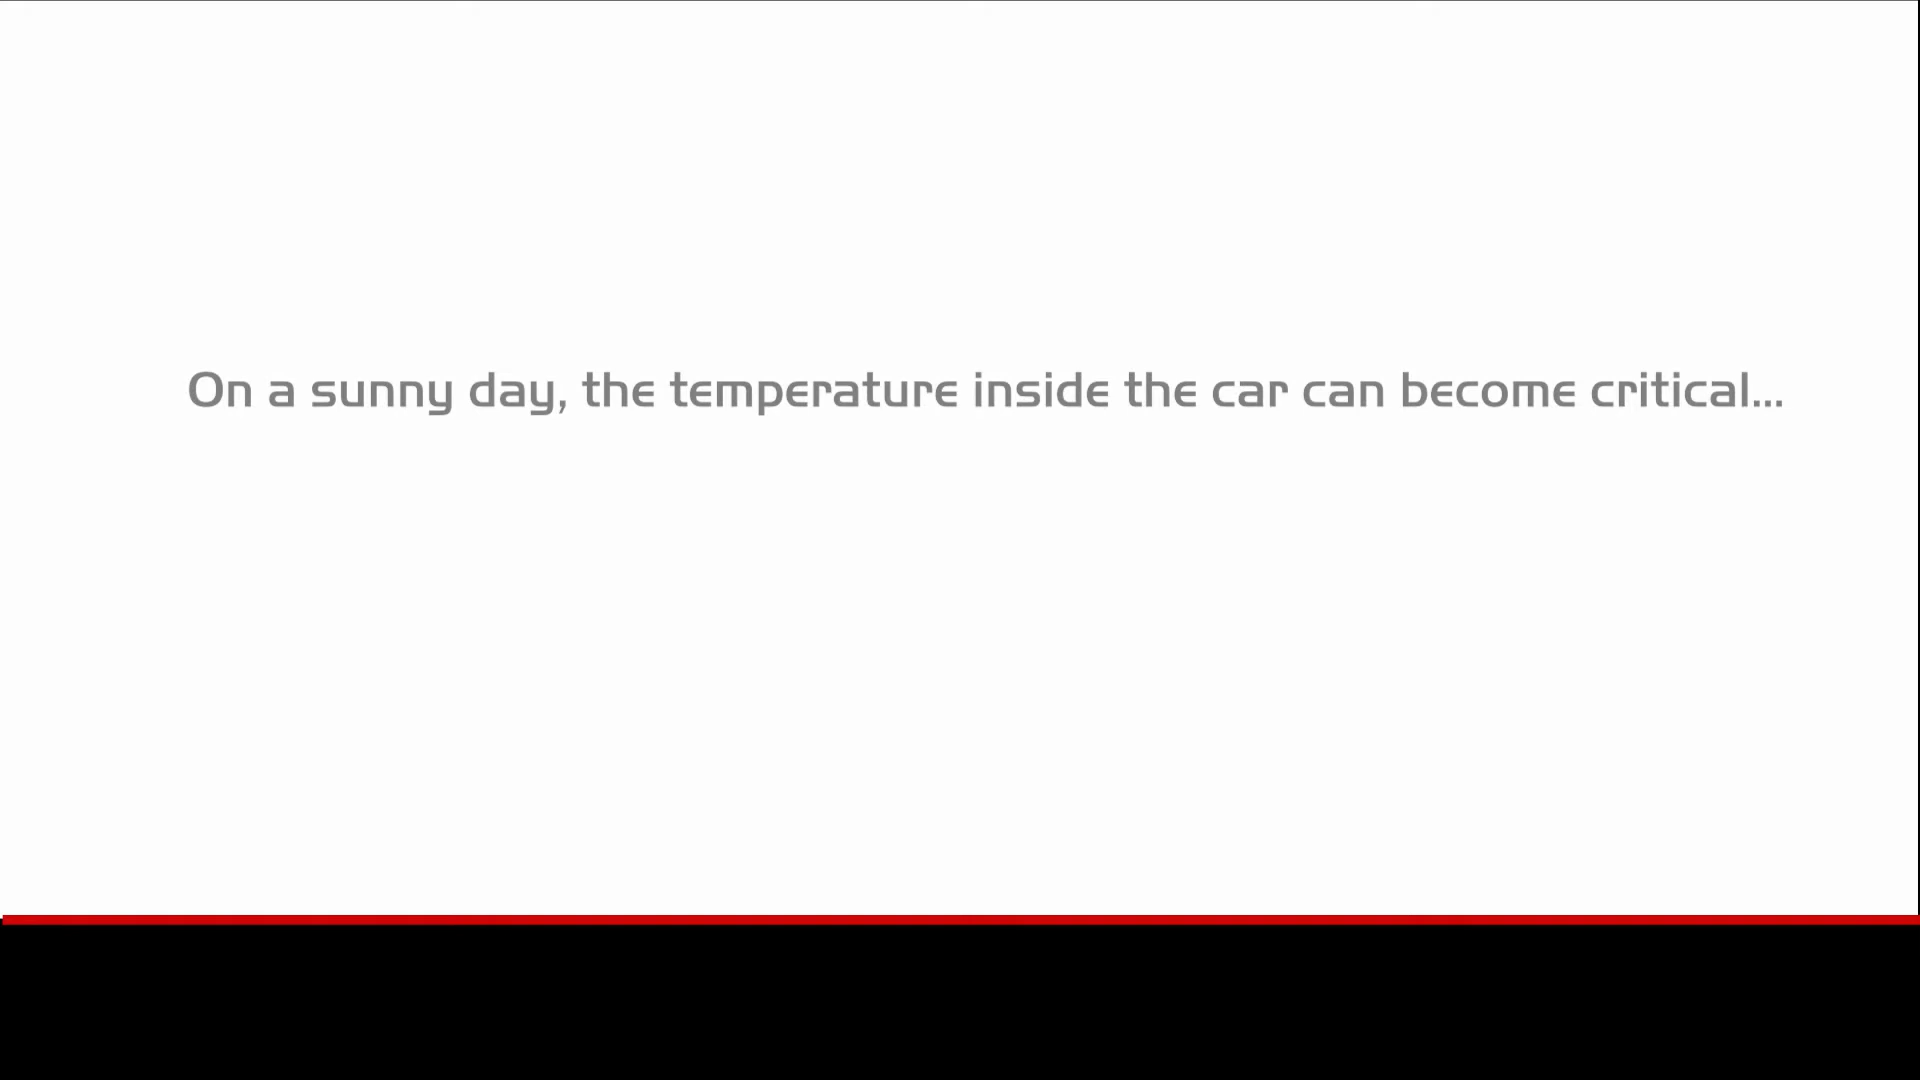 On a sunny day, the temperature inside the car can become critical...